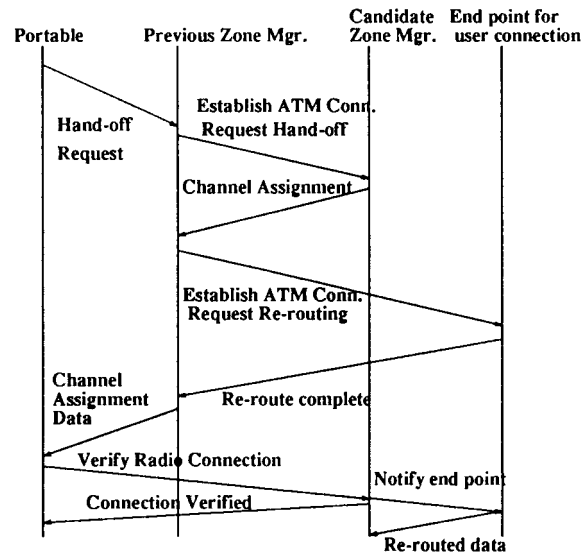 Portable
Previous Zone Mgr.
Candidate
Zone Mgr.
End point for
user connection
Hand-off
Request
Establish ATM Conn.
Request Hand-off
Channel Assignment
Establish ATM Conn.
Request Re-routing
Channel
Assignment
Data
Re-route complete
Verify Radio Connection
Notify end point
Connection Verified
Re-routed data